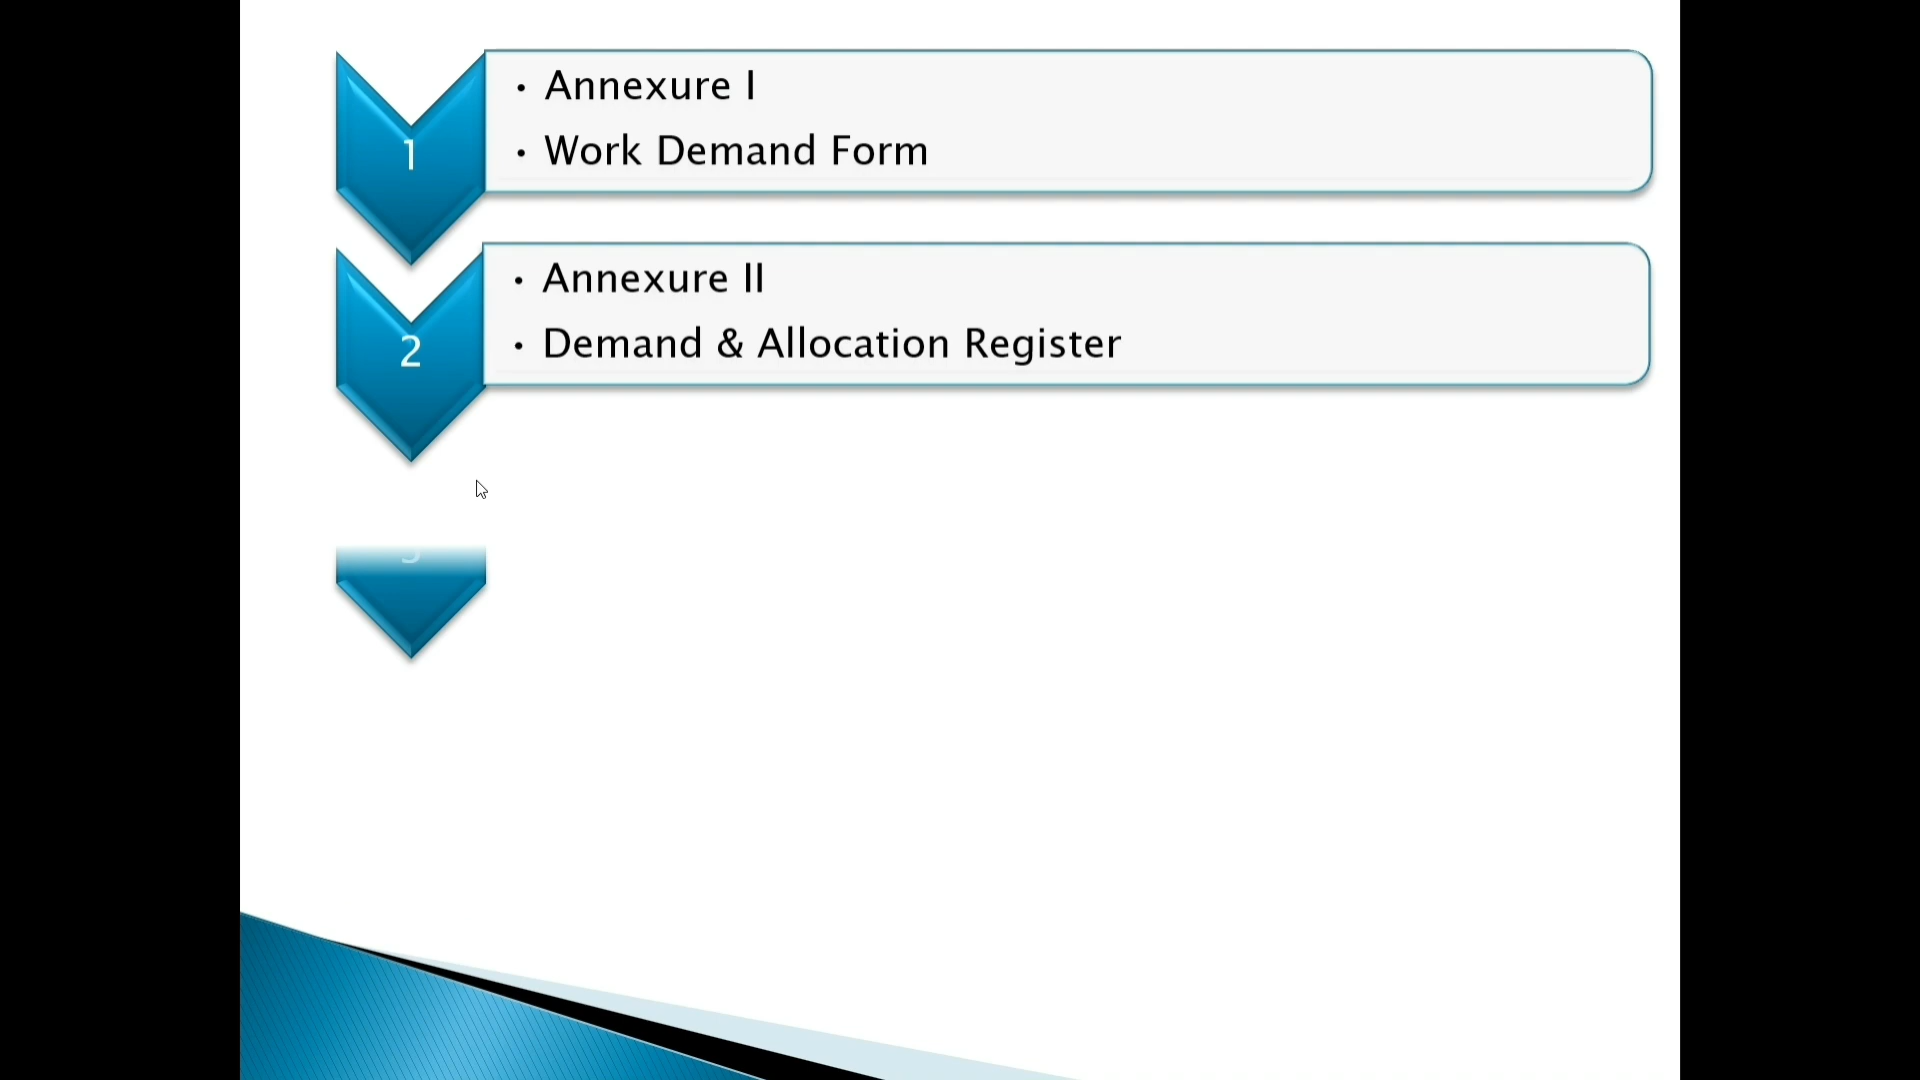 1
• Annexure I
• Work Demand Form
2
• Annexure II
• Demand & Allocation Register